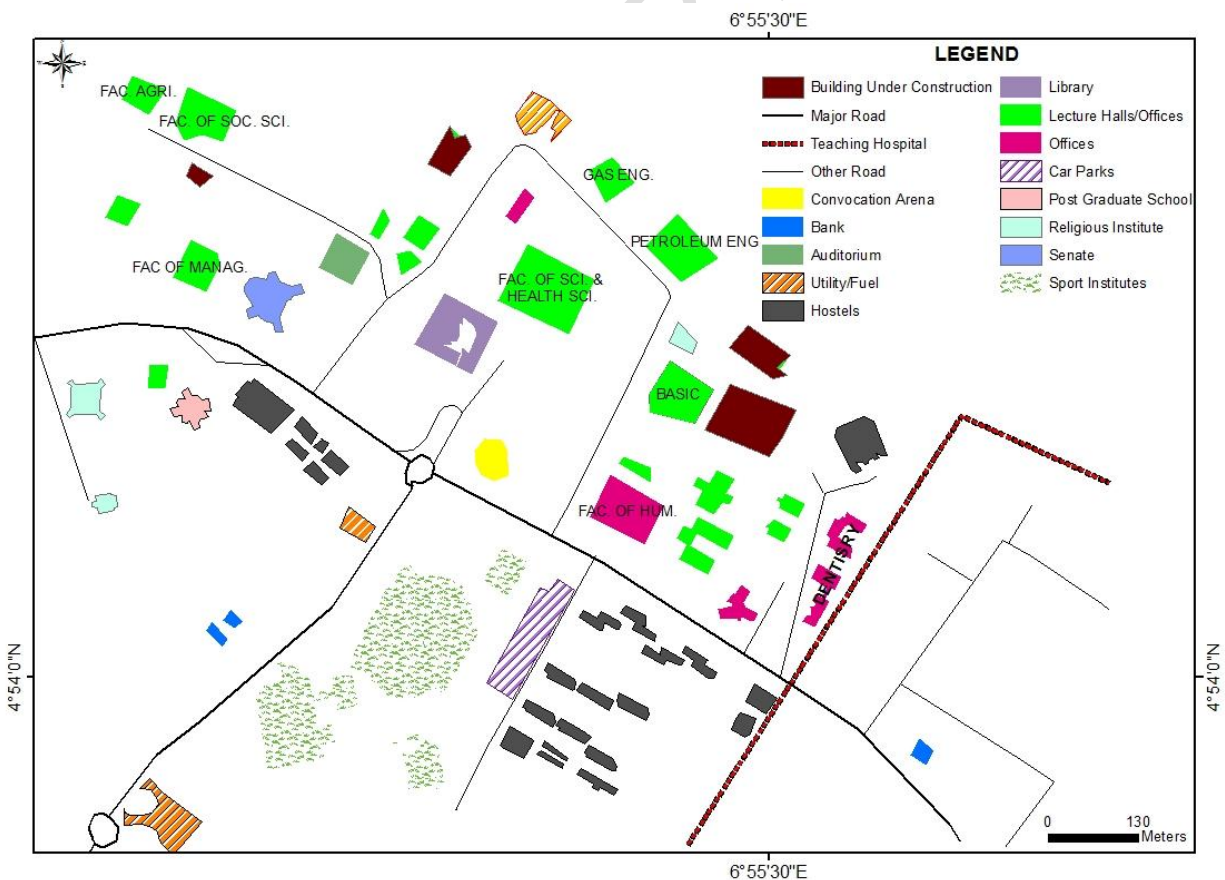 6°55'30"E
LEGEND
Building Under Construction
Major Road
Teaching Hospital
Other Road
Convocation Arena
Bank
Auditorium
Utility/Fuel
Hostels
Library
Lecture Halls/Offices
Offices
Car Parks
Post Graduate School
Religious Institute
Senate
Sport Institutes
FAC. AGRI.
FAC. OF SOC. SCI.
GAS ENG.
PETROLEUM ENG
FAC OF MANAG.
FAC. OF SCI. &
HEALTH SCI.
BASIC
FAC. OF HUM.
DENTISRY
4°54'0"N
4°54'0"N
0 130
Meters
6°55'30"E